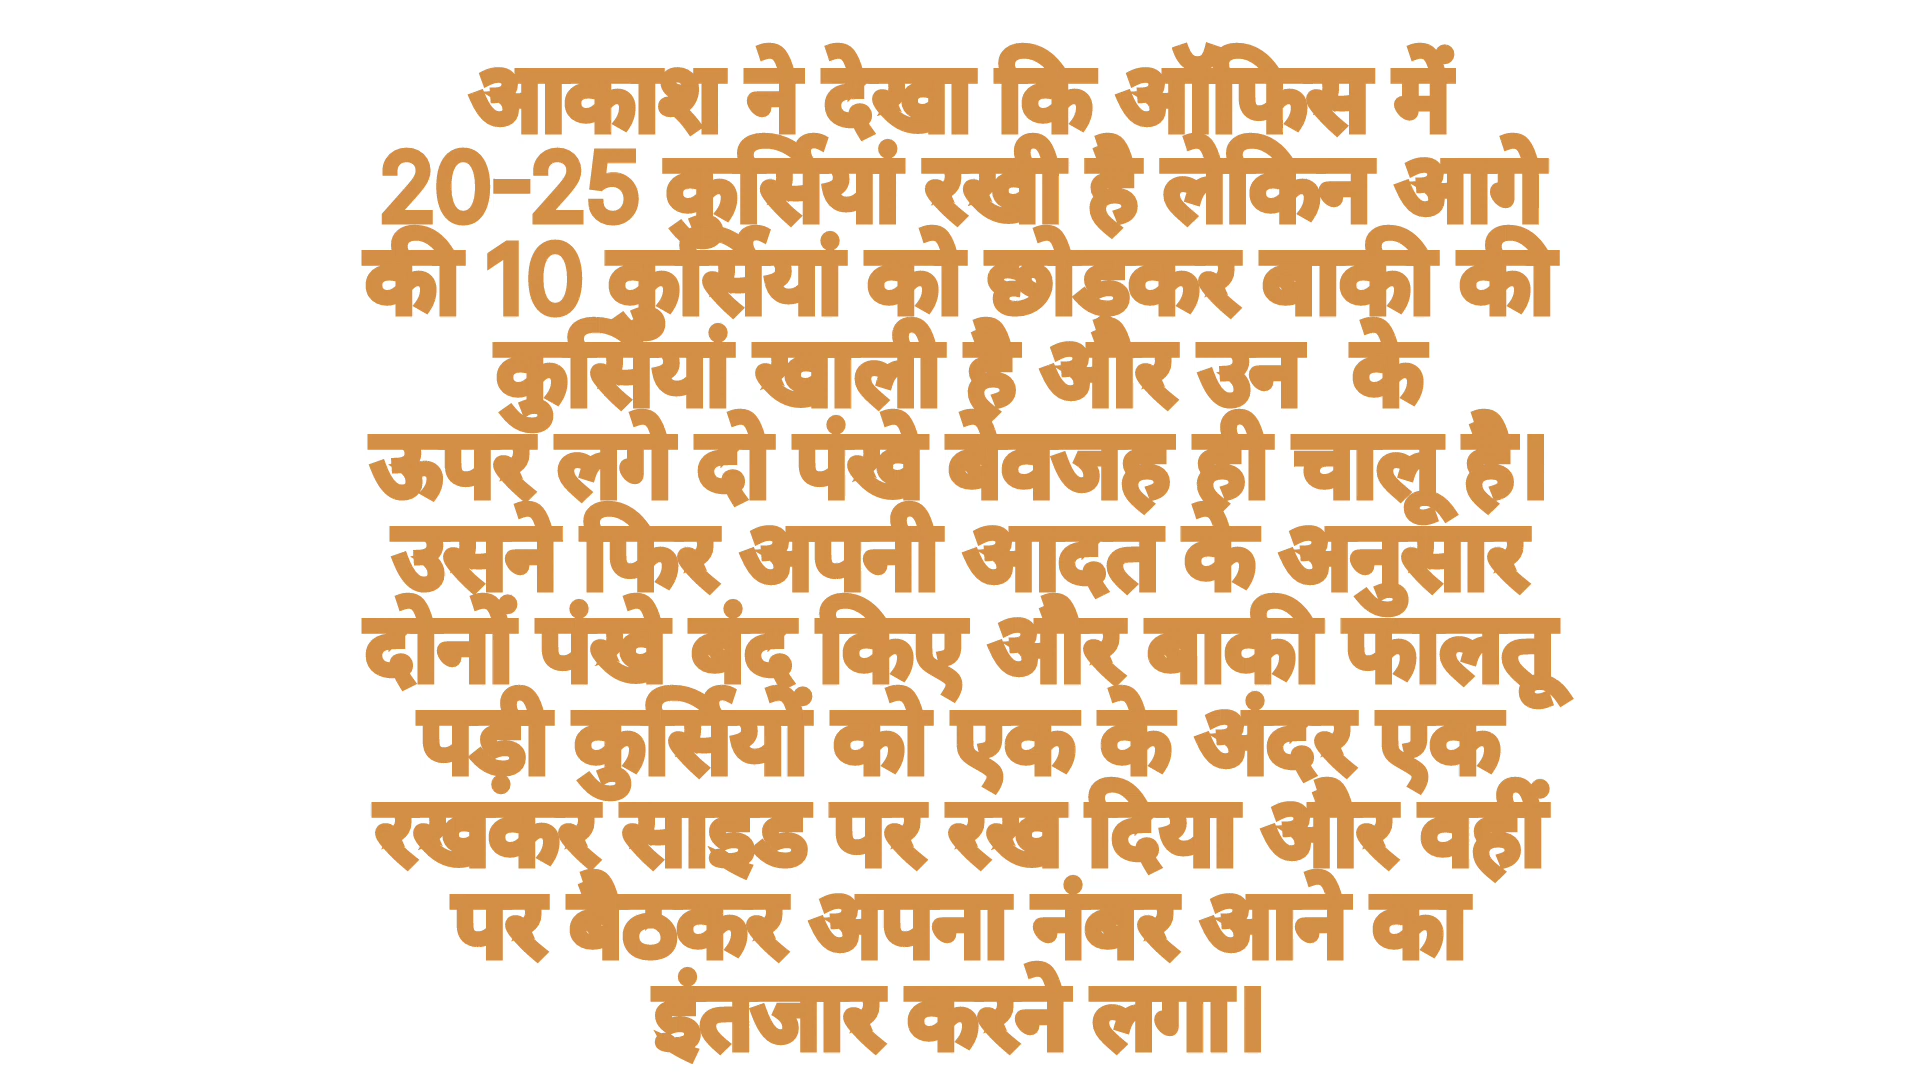 आकाश ने देखा कि ऑफिस में
20-25 कुर्सियां रखी है लेकिन आगे
की 10 कुर्सियां को छोड़कर बाकी की
कुर्सियां खाली है और उन के
ऊपर लगे दो पंखे बेवजह ही चालू है।
उसने फिर अपनी आदत के अनुसार
दोनों पंखे बंद किए और बाकी फालतू
पड़ी कुर्सियों को एक के अंदर एक
रखकर साइड पर रख दिया और वहीं
पर बैठकर अपना नंबर आने का
इंतजार करने लगा।